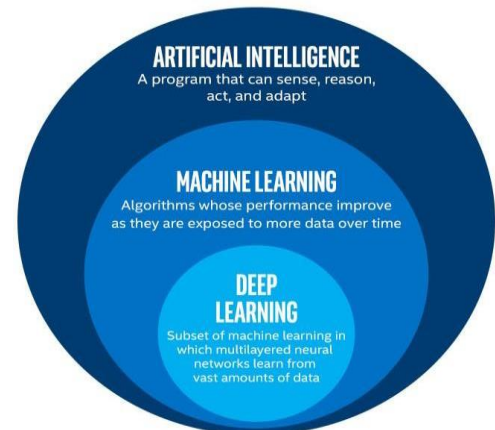 ARTIFICIAL INTELLIGENCE
A program that can sense, reason,
act, and adapt
MACHINE LEARNING
Algorithms whose performance improve
as they are exposed to more data over time
DEEP
LEARNING
Subset of machine learning in
which multilayered neural
networks learn from
vast amounts of data